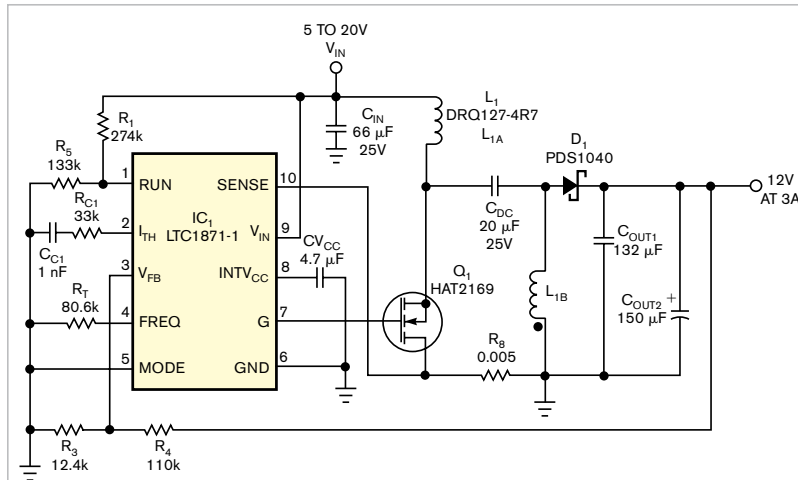 5 TO 20V
VIN
L1
DRQ127-4R7
L1A
R1
274k
CIN
66 µF
25V
D1
PDS1040
R5
133k
1 RUN
SENSE 10
12V
AT 3A
RC1
33k
IC1
LTC1871-1
CDC
20 µF
25V
2 ITH
VIN 9
CC1
1 nF
CVCC
4.7 µF
COUT1
132 µF
3 VFB
INTVCC 8
Q1
HAT2169
L1B
COUT2 +
150 µF
RT
80.6k
4 FREQ
G 7
R8
0.005
5 MODE
GND 6
R3
12.4k
R4
110k